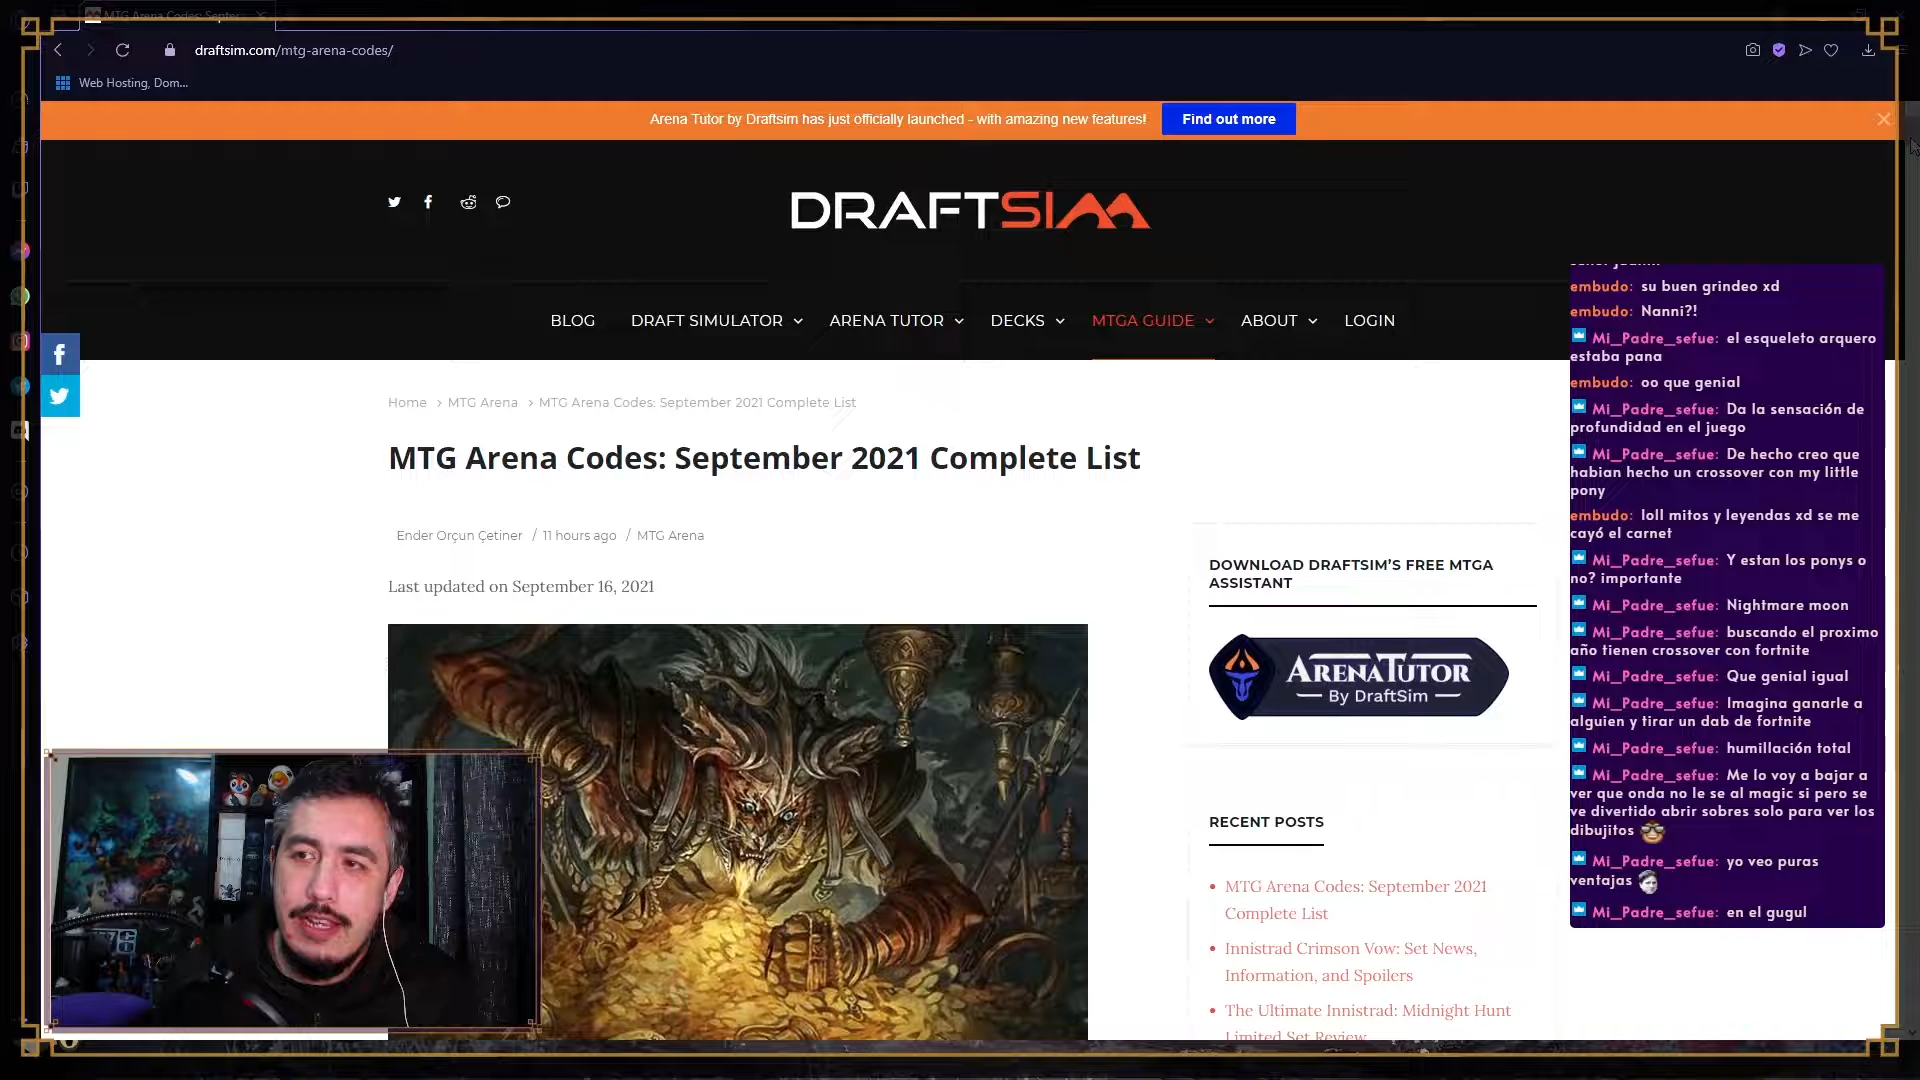 MTG Arena Codes: Septe
draftsim.com/mtg-arena-codes/
Web Hosting, Dom...
Arena Tutor by Draftsim has just officially launched - with amazing new features!
Find out more
DRAFTSIM
BLOG
DRAFT SIMULATOR
ARENA TUTOR
DECKS
MTGA GUIDE
ABOUT
LOGIN
Home > MTG Arena > MTG Arena Codes: September 2021 Complete List
MTG Arena Codes: September 2021 Complete List
Ender Orçun Çetiner / 11 hours ago / MTG Arena
Last updated on September 16, 2021
DOWNLOAD DRAFTSIM’S FREE MTGA
ASSISTANT
ARENATUTOR
By DraftSim
RECENT POSTS
MTG Arena Codes: September 2021
Complete List
Innistrad Crimson Vow: Set News,
Information, and Spoilers
The Ultimate Innistrad: Midnight Hunt
Limited Set Review
embudo: su buen grindeo xd
embudo: Nanni?!
Mi_Padre_sefue: el esqueleto arquero
estaba pana
embudo: oo que genial
Mi_Padre_sefue: Da la sensación de
profundidad en el juego
Mi_Padre_sefue: De hecho creo que
habian hecho un crossover con my little
pony
embudo: loll mitos y leyendas xd se me
cayó el carnet
Mi_Padre_sefue: Y estan los ponys o
no? importante
Mi_Padre_sefue: Nightmare moon
Mi_Padre_sefue: buscando el proximo
año tienen crossover con fortnite
Mi_Padre_sefue: Que genial igual
Mi_Padre_sefue: Imagina ganarle a
alguien y tirar un dab de fortnite
Mi_Padre_sefue: humillación total
Mi_Padre_sefue: Me lo voy a bajar a
ver que onda no le se al magic si pero se
ve divertido abrir sobres solo para ver los
dibujitos
Mi_Padre_sefue: yo veo puras
ventajas
Mi_Padre_sefue: en el gugul